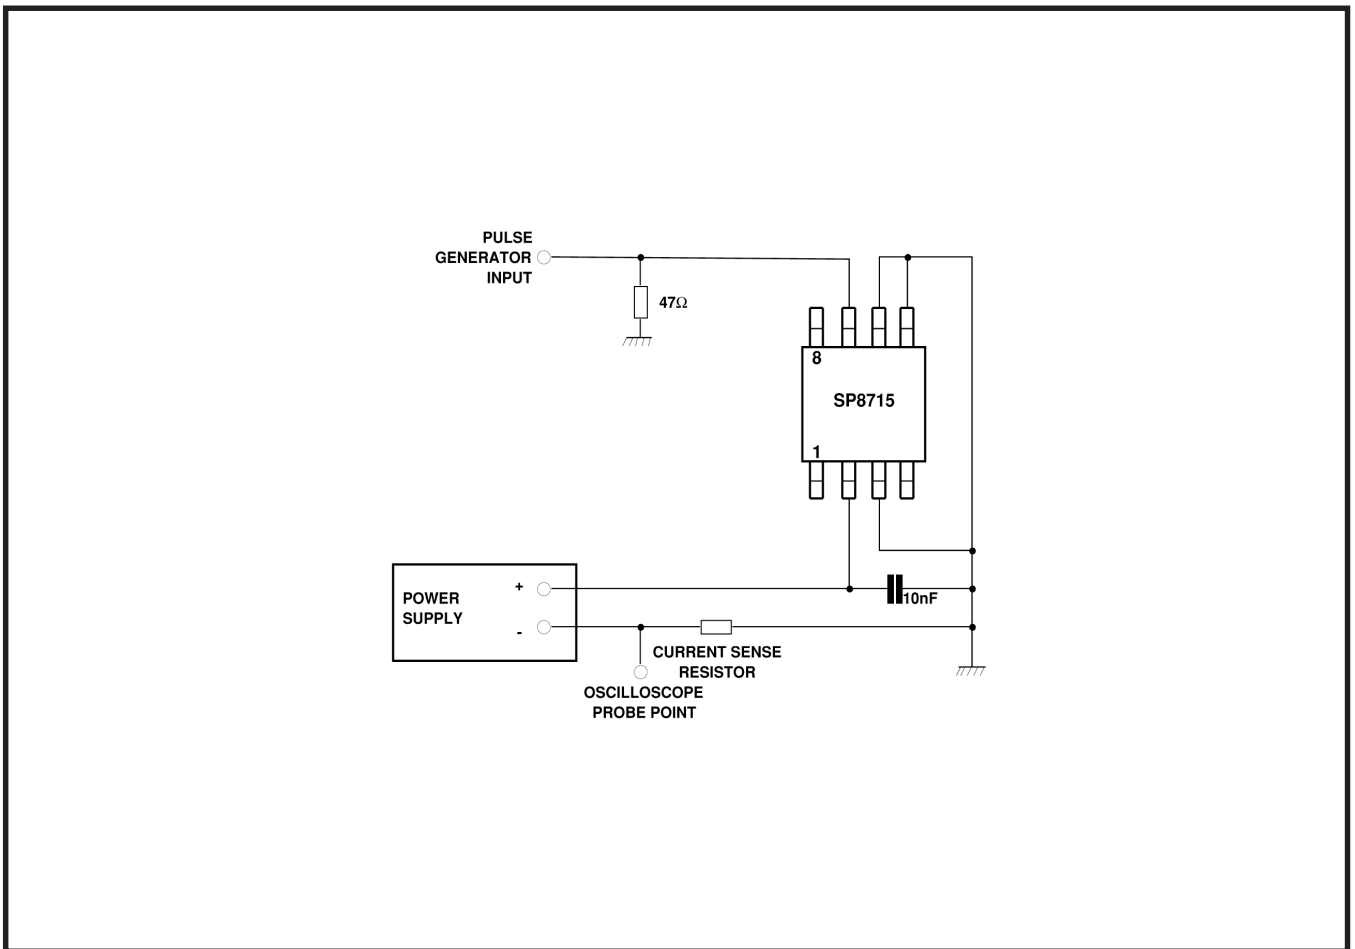 PULSE
GENERATOR
INPUT
47Ω
8
SP8715
1
POWER
SUPPLY
+
-
10nF
CURRENT SENSE
RESISTOR
OSCILLOSCOPE
PROBE POINT